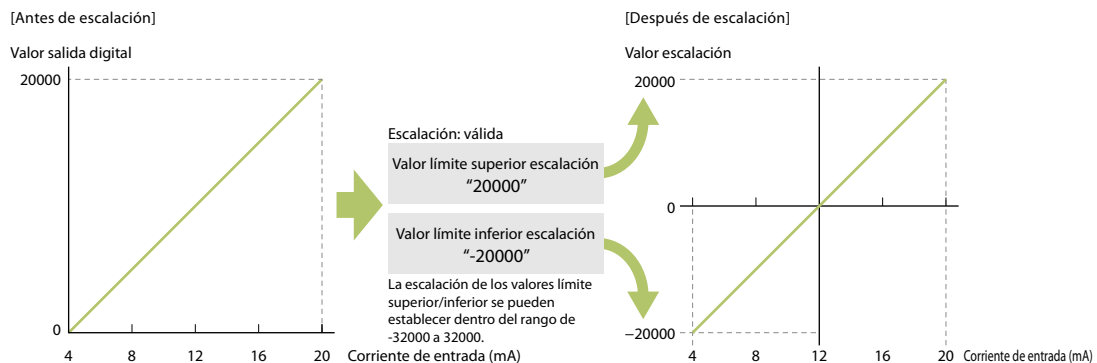 [Antes de escalación]
Valor salida digital
20000
0
4 8 12 16 20 Corriente de entrada (mA)
Escalación: válida
Valor límite superior escalación
“20000”
Valor límite inferior escalación
“-20000”
La escalación de los valores límite
superior/inferior se pueden
establecer dentro del rango de
-32000 a 32000.
[Después de escalación]
Valor escalación
20000
0
−20000
4 8 12 16 20 Corriente de entrada (mA)